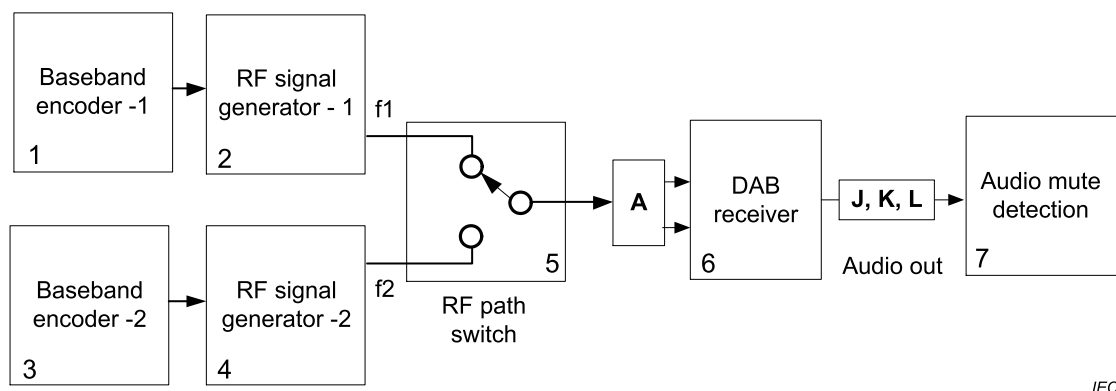 Baseband
encoder -1
1
RF signal
generator - 1
2
f1
Baseband
encoder -2
3
RF signal
generator -2
4
f2
5
RF path
switch
A
DAB
receiver
6
J, K, L
Audio out
Audio mute
detection
7